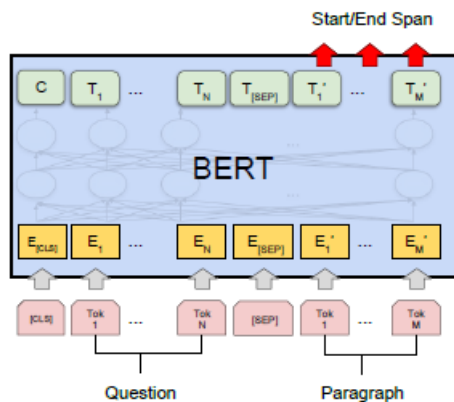 Start/End Span
C T1 ... TN T[SEP] T1' ... TM'
...
BERT
...
E[CLS] E1 ... EN E[SEP] E1' ... EM'
[CLS] Tok 1 ... Tok N [SEP] Tok 1 ... Tok M
Question Paragraph